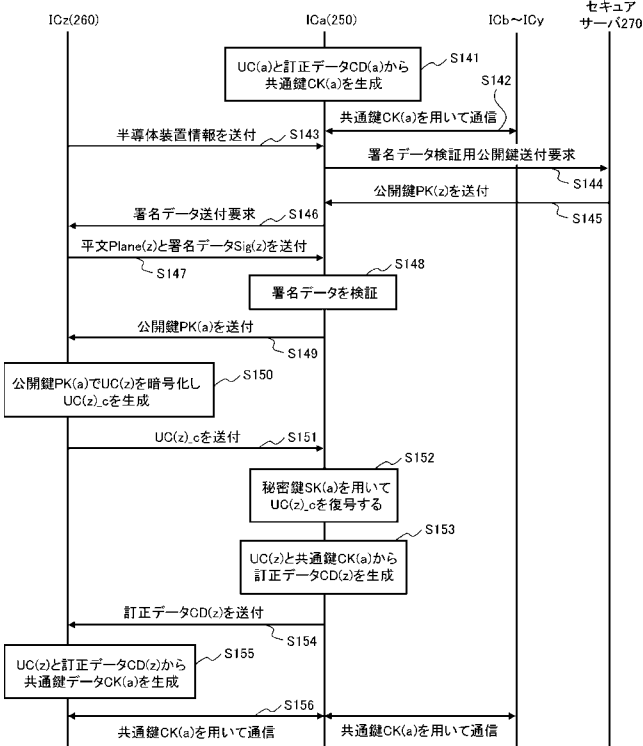 ICz(260)
ICa(250)
ICb～ICy
セキュア
サーバ270
UC(a)と訂正データCD(a)から
共通鍵CK(a)を生成
S141
S142
共通鍵CK(a)を用いて通信
半導体装置情報を送付
S143
署名データ検証用公開鍵送付要求
S144
公開鍵PK(z)を送付
S145
署名データ送付要求
S146
平文Plane(z)と署名データSig(z)を送付
S147
S148
署名データを検証
公開鍵PK(a)を送付
S149
S150
公開鍵PK(a)でUC(z)を暗号化し
UC(z)_cを生成
UC(z)_cを送付
S151
S152
秘密鍵SK(a)を用いて
UC(z)_cを復号する
S153
UC(z)と共通鍵CK(a)から
訂正データCD(z)を生成
訂正データCD(z)を送付
S154
S155
UC(z)と訂正データCD(z)から
共通鍵データCK(a)を生成
S156
共通鍵CK(a)を用いて通信
共通鍵CK(a)を用いて通信